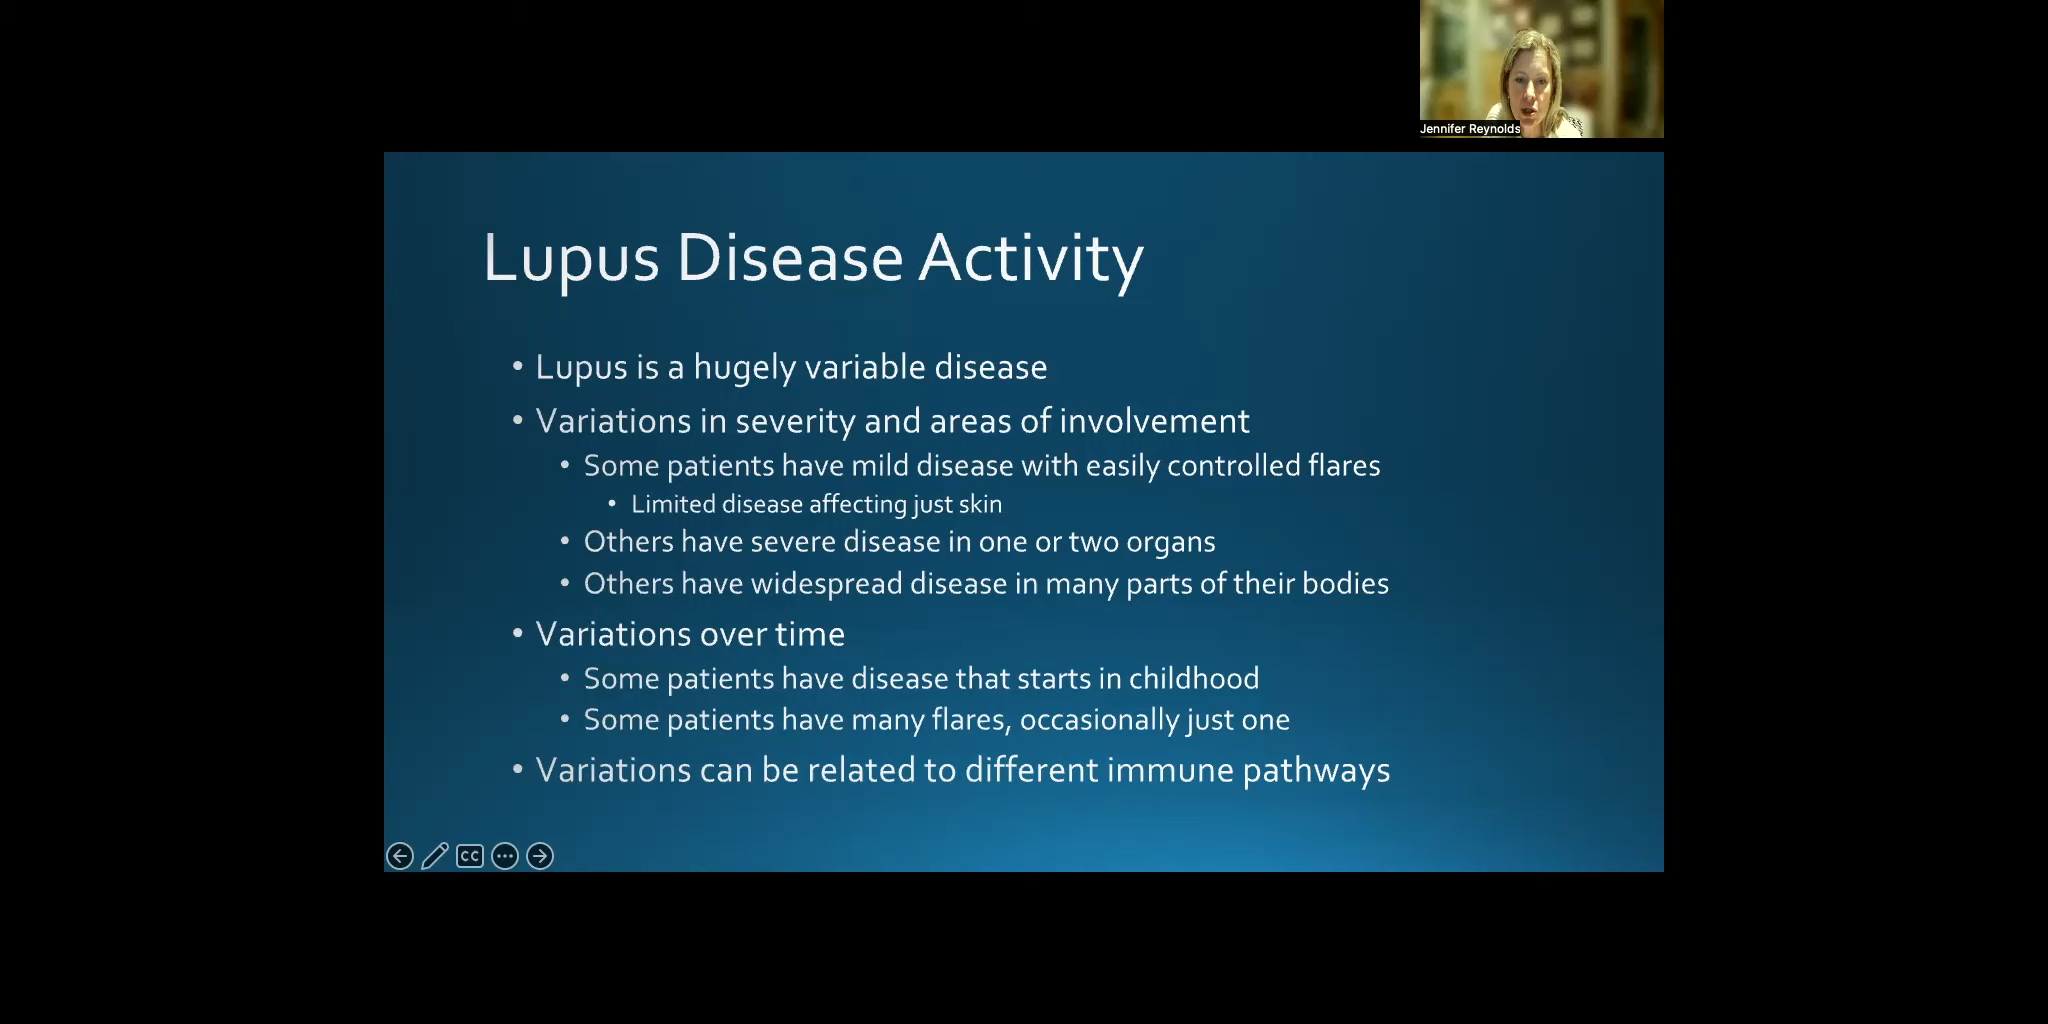 Jennifer Reynolds
Lupus Disease Activity
• Lupus is a hugely variable disease
• Variations in severity and areas of involvement
• Some patients have mild disease with easily controlled flares
• Limited disease affecting just skin
• Others have severe disease in one or two organs
• Others have widespread disease in many parts of their bodies
• Variations over time
• Some patients have disease that starts in childhood
• Some patients have many flares, occasionally just one
• Variations can be related to different immune pathways
CC